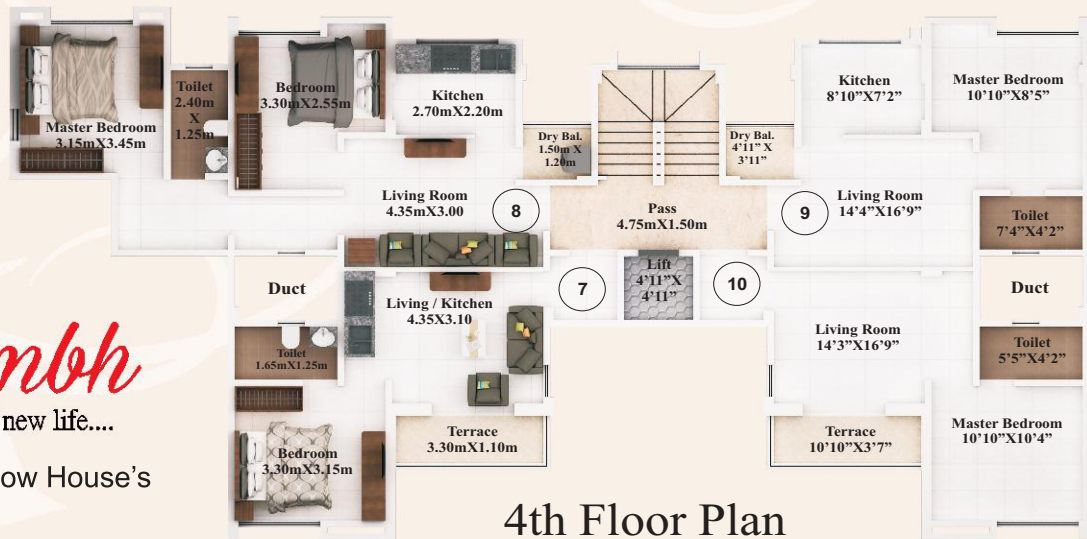 Master Bedroom
3.15mX3.45m
Toilet
2.40m
X
1.25m
Bedroom
3.30mX2.55m
Kitchen
2.70mX2.20m
Dry Bal.
1.50m X
1.20m
Dry Bal.
4'11” X
3'11”
Kitchen
8'10”X7'2”
Master Bedroom
10'10”X8'5”
Living Room
4.35mX3.00
8
Pass
4.75mX1.50m
9
Living Room
14'4”X16'9”
Toilet
7'4”X4'2”
Duct
Living / Kitchen
4.35X3.10
7
Lift
4'11”X
4'11”
10
Duct
Living Room
14'3”X16'9”
Toilet
1.65mX1.25m
Toilet
5'5”X4'2”
mbh
new life....
ow House's
Bedroom
3.30mX3.15m
Terrace
3.30mX1.10m
Terrace
10'10”X3'7”
Master Bedroom
10'10”X10'4”
4th Floor Plan